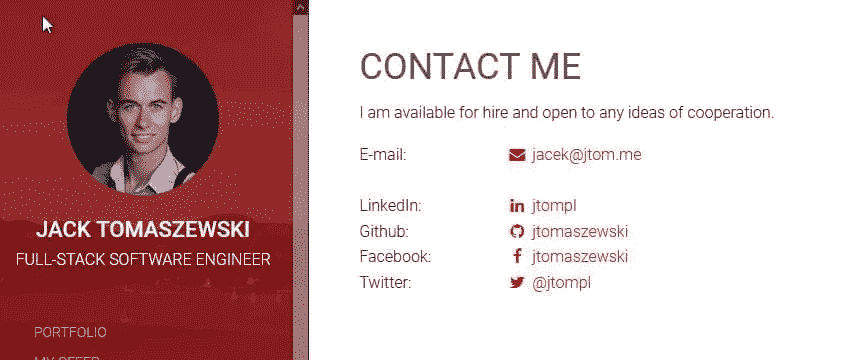 JACK TOMASZEWSKI
FULL-STACK SOFTWARE ENGINEER
PORTFOLIO
MY OFFER
CONTACT ME
I am available for hire and open to any ideas of cooperation.
E-mail: jacek@jtom.me
LinkedIn: jtompl
Github: jtomaszewski
Facebook: jtomaszewski
Twitter: @jtompl